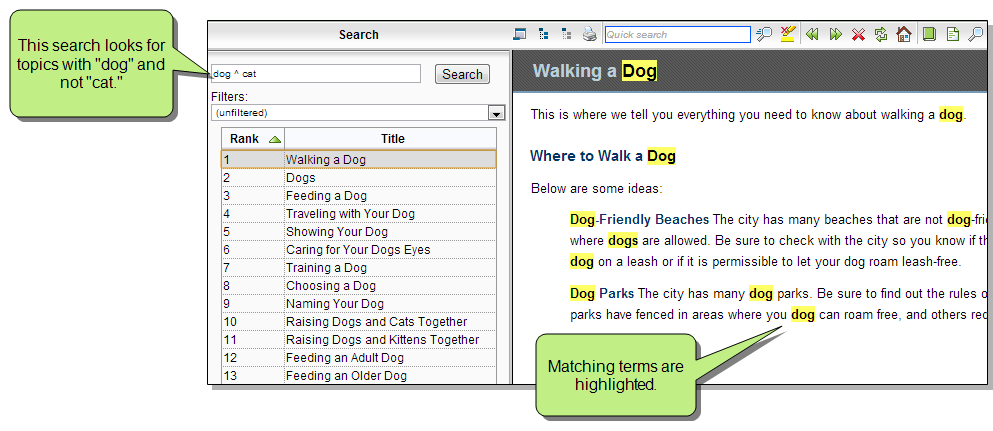 This search looks for
topics with "dog" and
not "cat."
Search
Quick search
dog ^ cat
Search
Filters:
(unfiltered)
Rank Title
1 Walking a Dog
2 Dogs
3 Feeding a Dog
4 Traveling with Your Dog
5 Showing Your Dog
6 Caring for Your Dogs Eyes
7 Training a Dog
8 Choosing a Dog
9 Naming Your Dog
10 Raising Dogs and Cats Together
11 Raising Dogs and Kittens Together
12 Feeding an Adult Dog
13 Feeding an Older Dog
Walking a Dog
This is where we tell you everything you need to know about walking a dog.
Where to Walk a Dog
Below are some ideas:
Dog-Friendly Beaches The city has many beaches that are not dog-frie
where dogs are allowed. Be sure to check with the city so you know if th
dog on a leash or if it is permissible to let your dog roam leash-free.
Dog Parks The city has many dog parks. Be sure to find out the rules o
parks have fenced in areas where you dog can roam free, and others rec
Matching terms are
highlighted.